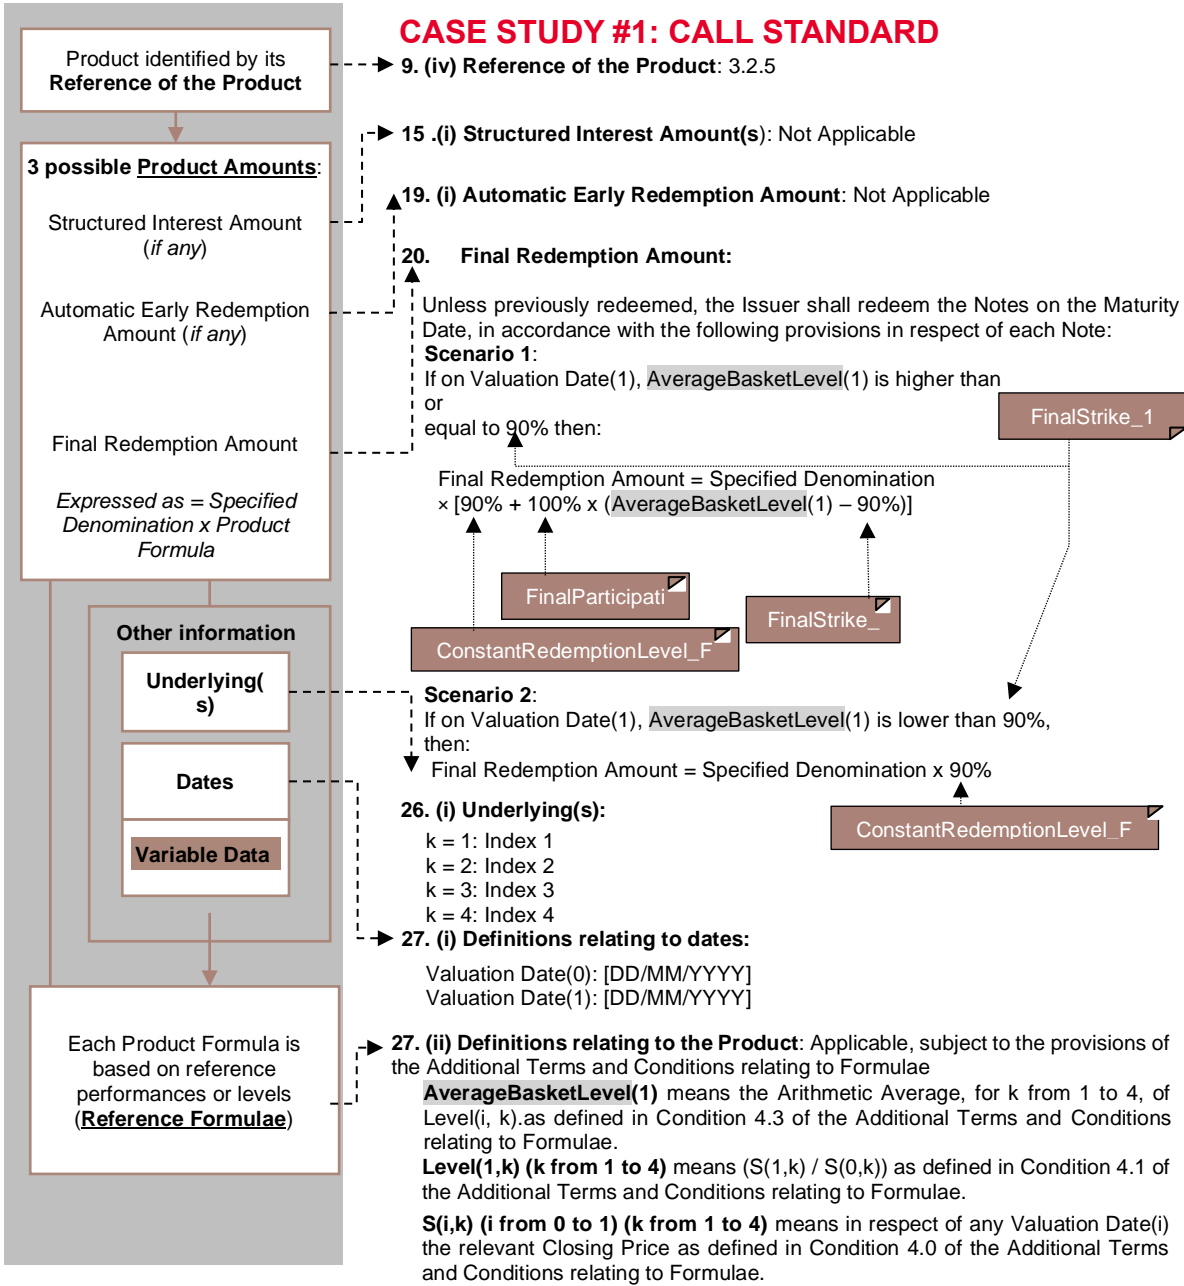 CASE STUDY #1: CALL STANDARD
Product identified by its
Reference of the Product
9. (iv) Reference of the Product: 3.2.5
15 .(i) Structured Interest Amount(s): Not Applicable
3 possible Product Amounts:
19. (i) Automatic Early Redemption Amount: Not Applicable
Structured Interest Amount
(if any)
20. Final Redemption Amount:
Automatic Early Redemption
Amount (if any)
Unless previously redeemed, the Issuer shall redeem the Notes on the Maturity
Date, in accordance with the following provisions in respect of each Note:
Scenario 1:
If on Valuation Date(1), AverageBasketLevel(1) is higher than
or
equal to 90% then:
FinalStrike_1
Final Redemption Amount
Expressed as = Specified
Denomination x Product
Formula
Final Redemption Amount = Specified Denomination
× [90% + 100% x (AverageBasketLevel(1) – 90%)]
FinalParticipati
FinalStrike_
ConstantRedemptionLevel_F
Other information
Underlying(
s)
Dates
Variable Data
Scenario 2:
If on Valuation Date(1), AverageBasketLevel(1) is lower than 90%,
then:
Final Redemption Amount = Specified Denomination x 90%
ConstantRedemptionLevel_F
26. (i) Underlying(s):
k = 1: Index 1
k = 2: Index 2
k = 3: Index 3
k = 4: Index 4
27. (i) Definitions relating to dates:
Valuation Date(0): [DD/MM/YYYY]
Valuation Date(1): [DD/MM/YYYY]
Each Product Formula is
based on reference
performances or levels
(Reference Formulae)
27. (ii) Definitions relating to the Product: Applicable, subject to the provisions of
the Additional Terms and Conditions relating to Formulae
AverageBasketLevel(1) means the Arithmetic Average, for k from 1 to 4, of
Level(i, k).as defined in Condition 4.3 of the Additional Terms and Conditions
relating to Formulae.
Level(1,k) (k from 1 to 4) means (S(1,k) / S(0,k)) as defined in Condition 4.1 of
the Additional Terms and Conditions relating to Formulae.
S(i,k) (i from 0 to 1) (k from 1 to 4) means in respect of any Valuation Date(i)
the relevant Closing Price as defined in Condition 4.0 of the Additional Terms
and Conditions relating to Formulae.